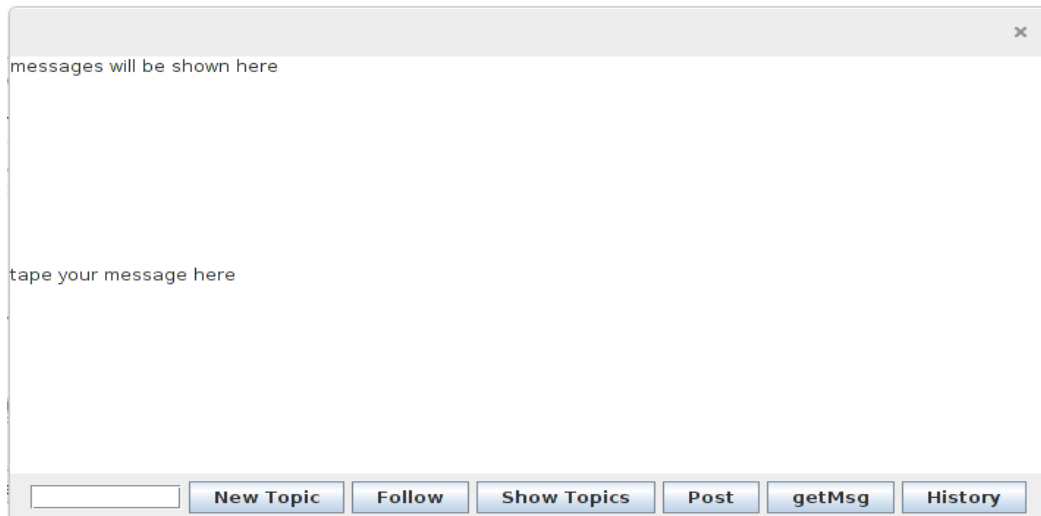 messages will be shown here
tape your message here
New Topic Follow Show Topics Post getMsg History